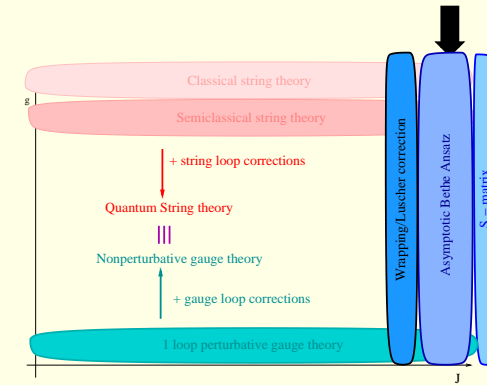 Classical string theory
∞
Semiclassical string theory
+ string loop corrections
Quantum String theory
Nonperturbative gauge theory
+ gauge loop corrections
1 loop perturbative gauge theory
J
Wrapping/Luscher correction
Asymptotic Bethe Ansatz
S − matrix